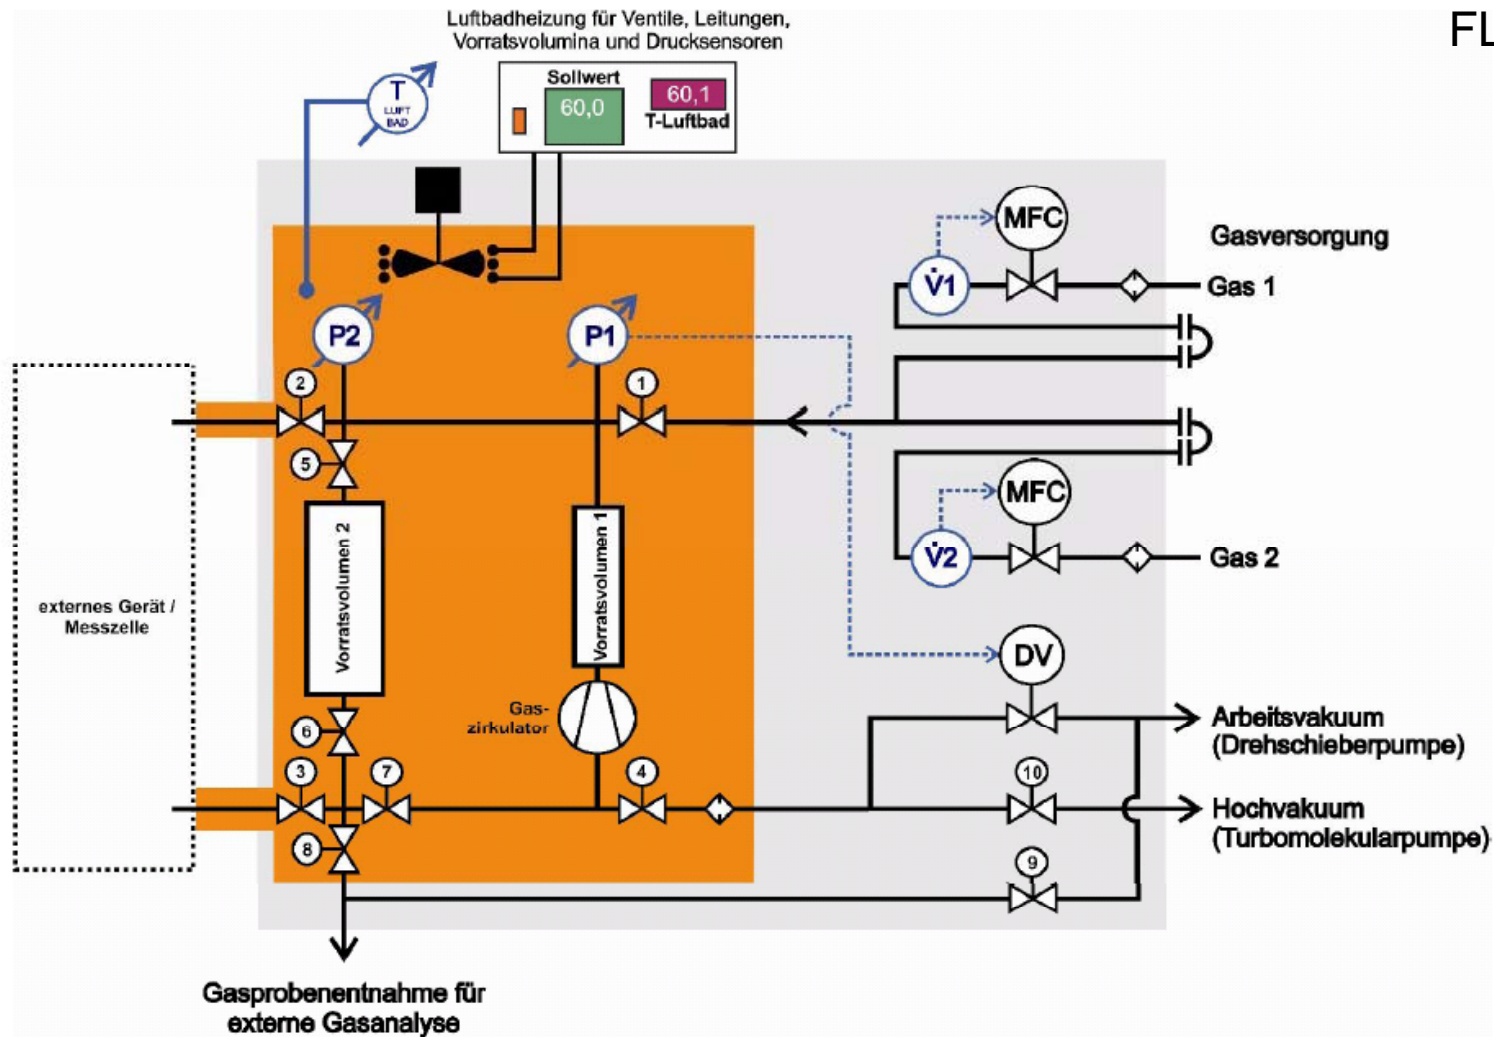 FL
Luftbadheizung für Ventile, Leitungen,
Vorratsvolumina und Drucksensoren
Sollwert
60,0
60,1
T-Luftbad
T
LUFT
BAD
MFC
Gasversorgung
V̇1
Gas 1
P2
P1
2
1
5
MFC
V̇2
Gas 2
Vorratsvolumen 2
Vorratsvolumen 1
externes Gerät /
Messzelle
DV
Gas-
zirkulator
Arbeitsvakuum
(Drehschieberpumpe)
6
3
7
4
10
Hochvakuum
(Turbomolekularpumpe)
8
9
Gasprobenentnahme für
externe Gasanalyse